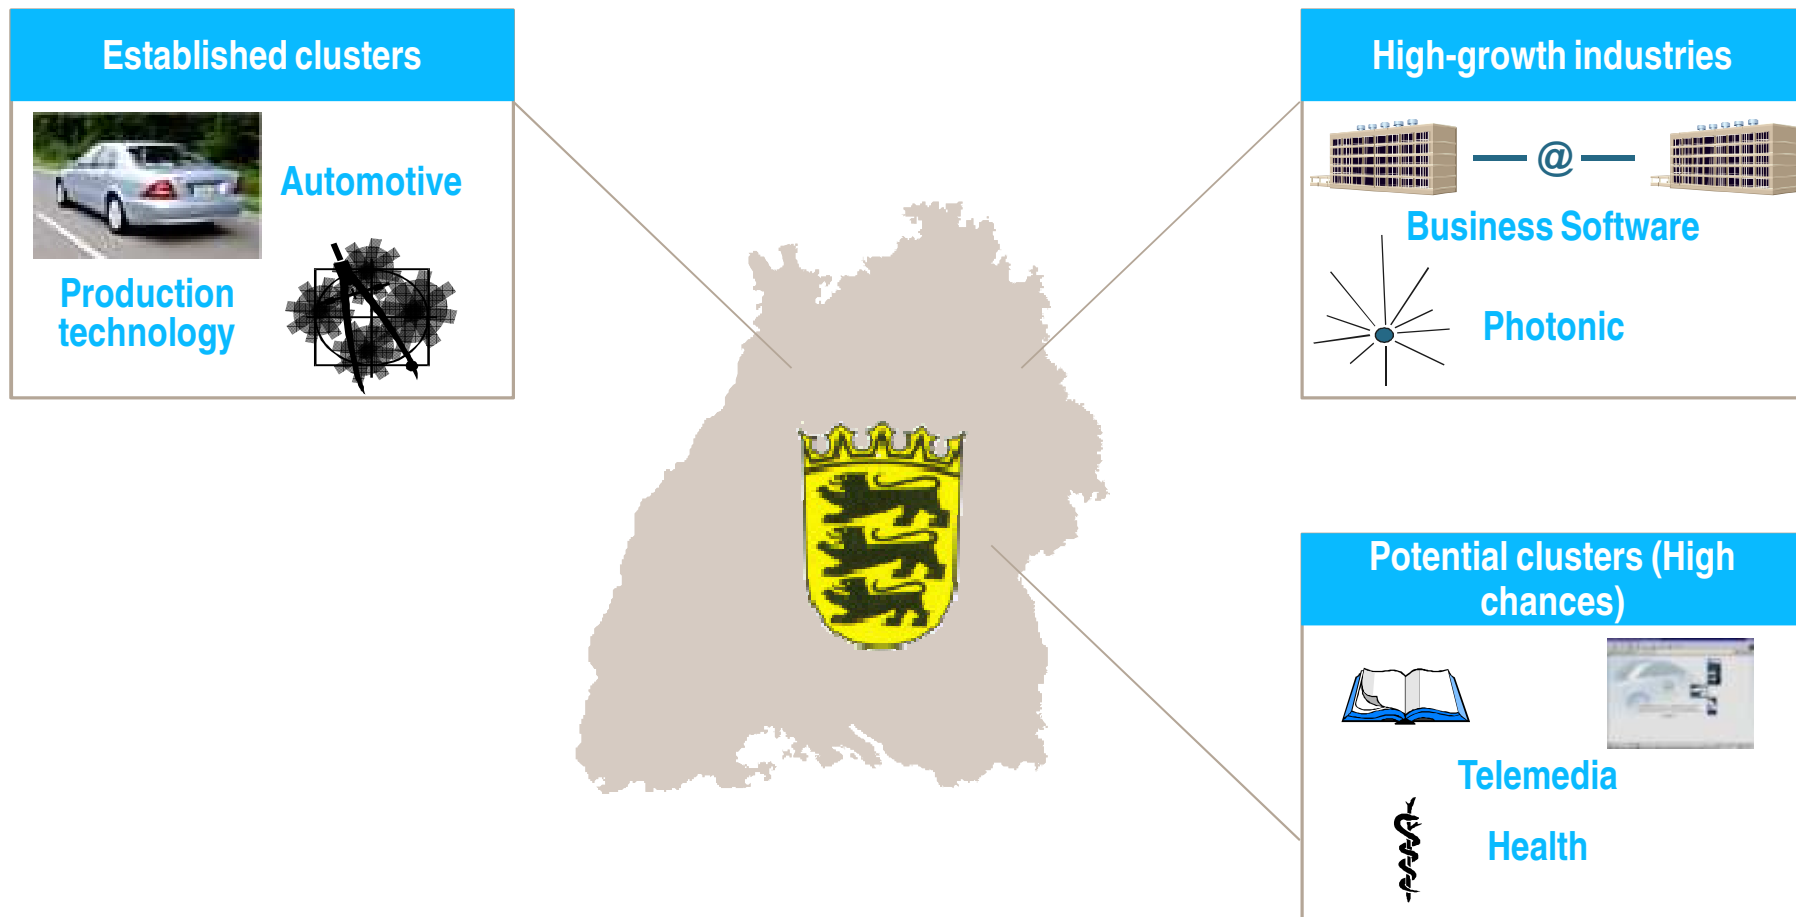 Established clusters
Automotive
Production
technology
High-growth industries
@
Business Software
Photonic
Potential clusters (High
chances)
Telemedia
Health